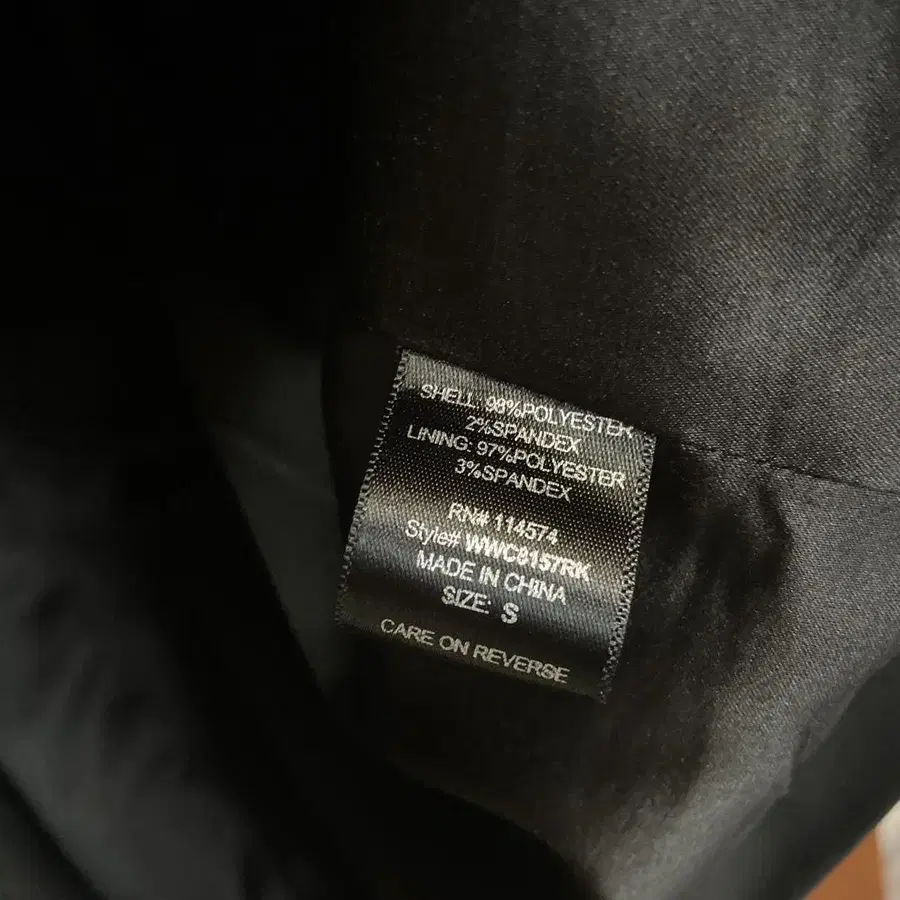 SHELL: 98%POLYESTER
2%SPANDEX
LINING: 97%POLYESTER
3%SPANDEX
RN# 114574
Style# WWC8157RK
MADE IN CHINA
SIZE: S
CARE ON REVERSE